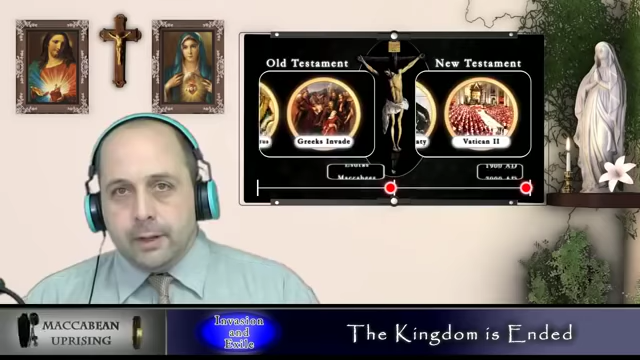 Old Testament
New Testament
Greeks Invade
Vatican II
Maccabees
1900 AD
2000 AD
MACCABEAN
UPRISING
Invasion
and
Exile
The Kingdom is Ended